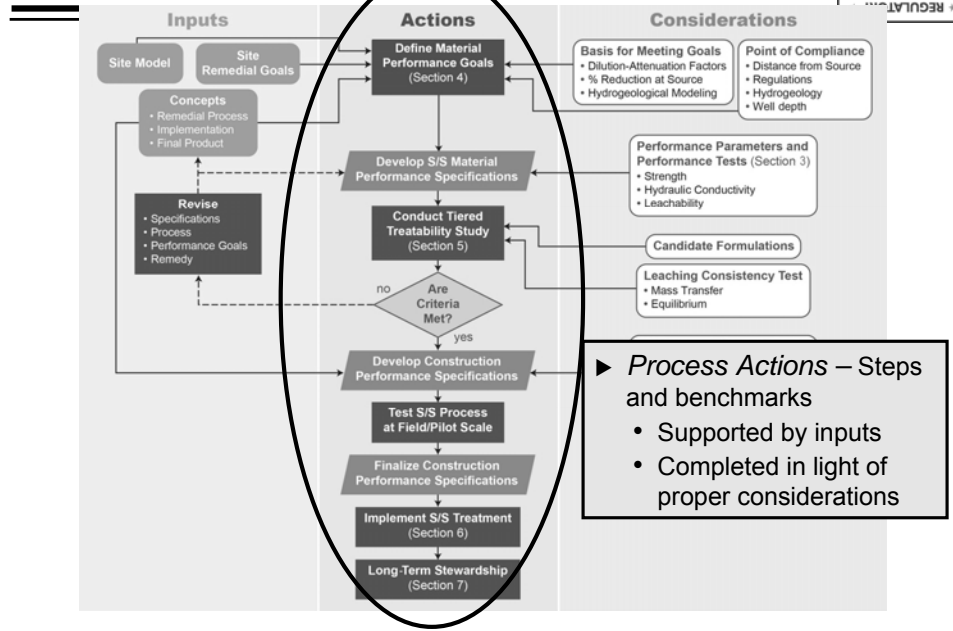 REGULATORY
Inputs
Actions
Considerations
Site Model
Site
Remedial Goals
Define Material
Performance Goals
(Section 4)
Basis for Meeting Goals
• Dilution-Attenuation Factors
• % Reduction at Source
• Hydrogeological Modeling
Point of Compliance
• Distance from Source
• Regulations
• Hydrogeology
• Well depth
Concepts
• Remedial Process
• Implementation
• Final Product
Develop S/S Material
Performance Specifications
Performance Parameters and
Performance Tests (Section 3)
• Strength
• Hydraulic Conductivity
• Leachability
Revise
• Specifications
• Process
• Performance Goals
• Remedy
Conduct Tiered
Treatability Study
(Section 5)
Candidate Formulations
Leaching Consistency Test
• Mass Transfer
• Equilibrium
no
Are
Criteria
Met?
yes
Develop Construction
Performance Specifications
Test S/S Process
at Field/Pilot Scale
Finalize Construction
Performance Specifications
Implement S/S Treatment
(Section 6)
Long-Term Stewardship
(Section 7)
► Process Actions – Steps
and benchmarks
• Supported by inputs
• Completed in light of
proper considerations